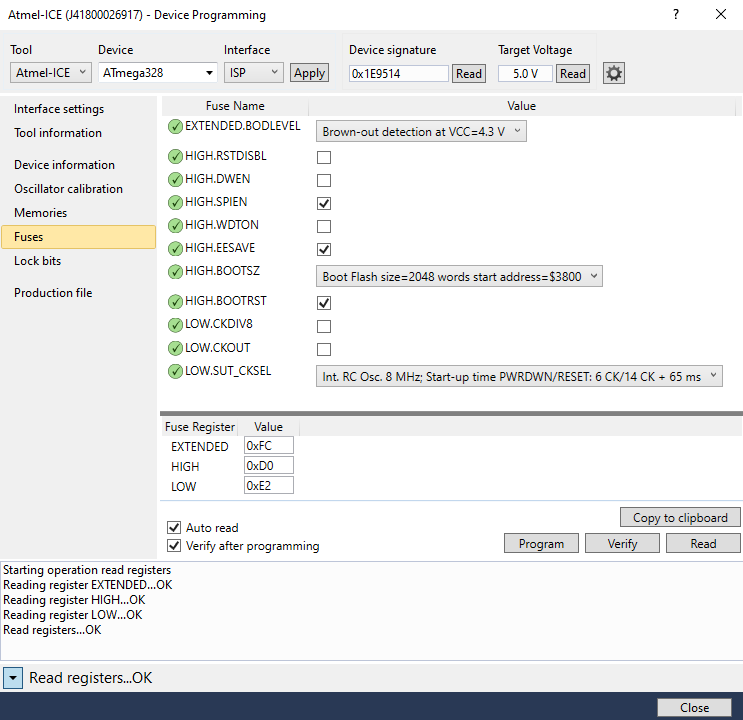 Atmel-ICE (J41800026917) - Device Programming
Tool Device Interface Device signature Target Voltage
Atmel-ICE ATmega328 ISP Apply 0x1E9514 Read 5.0 V Read
Interface settings
Tool information
Device information
Oscillator calibration
Memories
Fuses
Lock bits
Production file
Fuse Name Value
EXTENDED.BODLEVEL Brown-out detection at VCC=4.3 V
HIGH.RSTDISBL
HIGH.DWEN
HIGH.SPIEN
HIGH.WDTON
HIGH.EESAVE
HIGH.BOOTSZ Boot Flash size=2048 words start address=$3800
HIGH.BOOTRST
LOW.CKDIV8
LOW.CKOUT
LOW.SUT_CKSEL Int. RC Osc. 8 MHz; Start-up time PWRDWN/RESET: 6 CK/14 CK + 65 ms
Fuse Register Value
EXTENDED 0xFC
HIGH 0xD0
LOW 0xE2
Copy to clipboard
Auto read
Verify after programming
Program Verify Read
Starting operation read registers
Reading register EXTENDED...OK
Reading register HIGH...OK
Reading register LOW...OK
Read registers...OK
Read registers...OK
Close